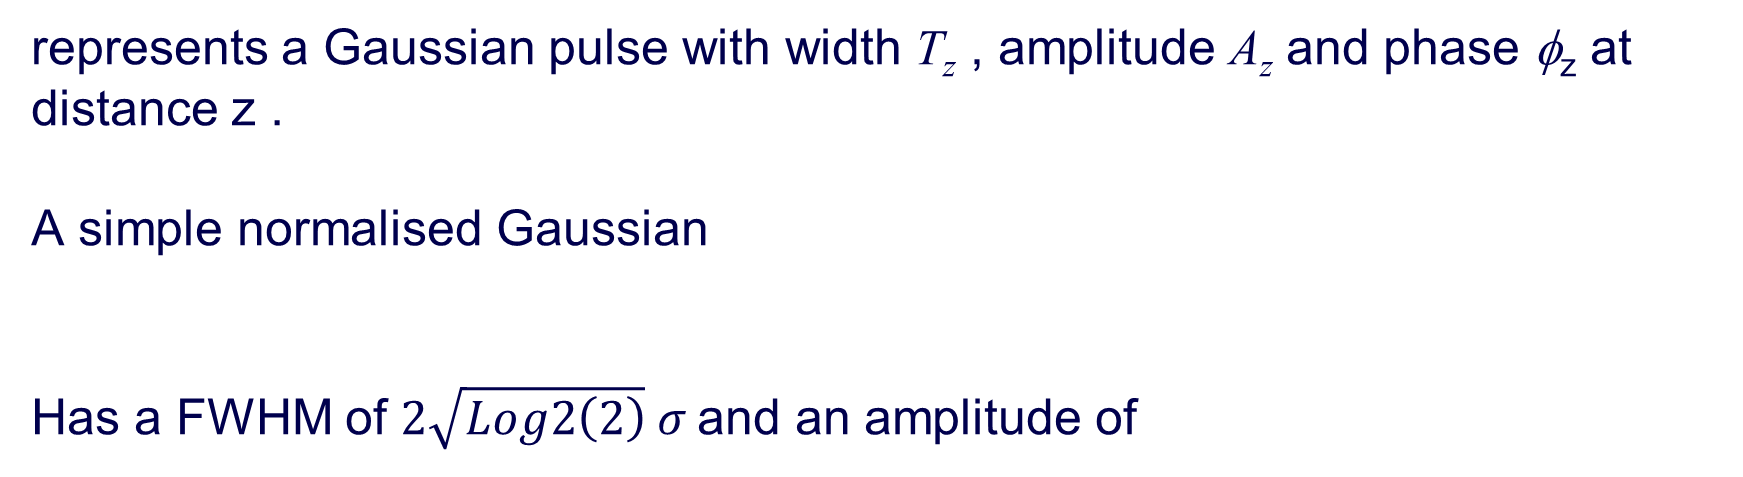 represents a Gaussian pulse with width T_z , amplitude A_z and phase ϕ_z at
distance z .
A simple normalised Gaussian
Has a FWHM of 2√(Log2(2)) σ and an amplitude of